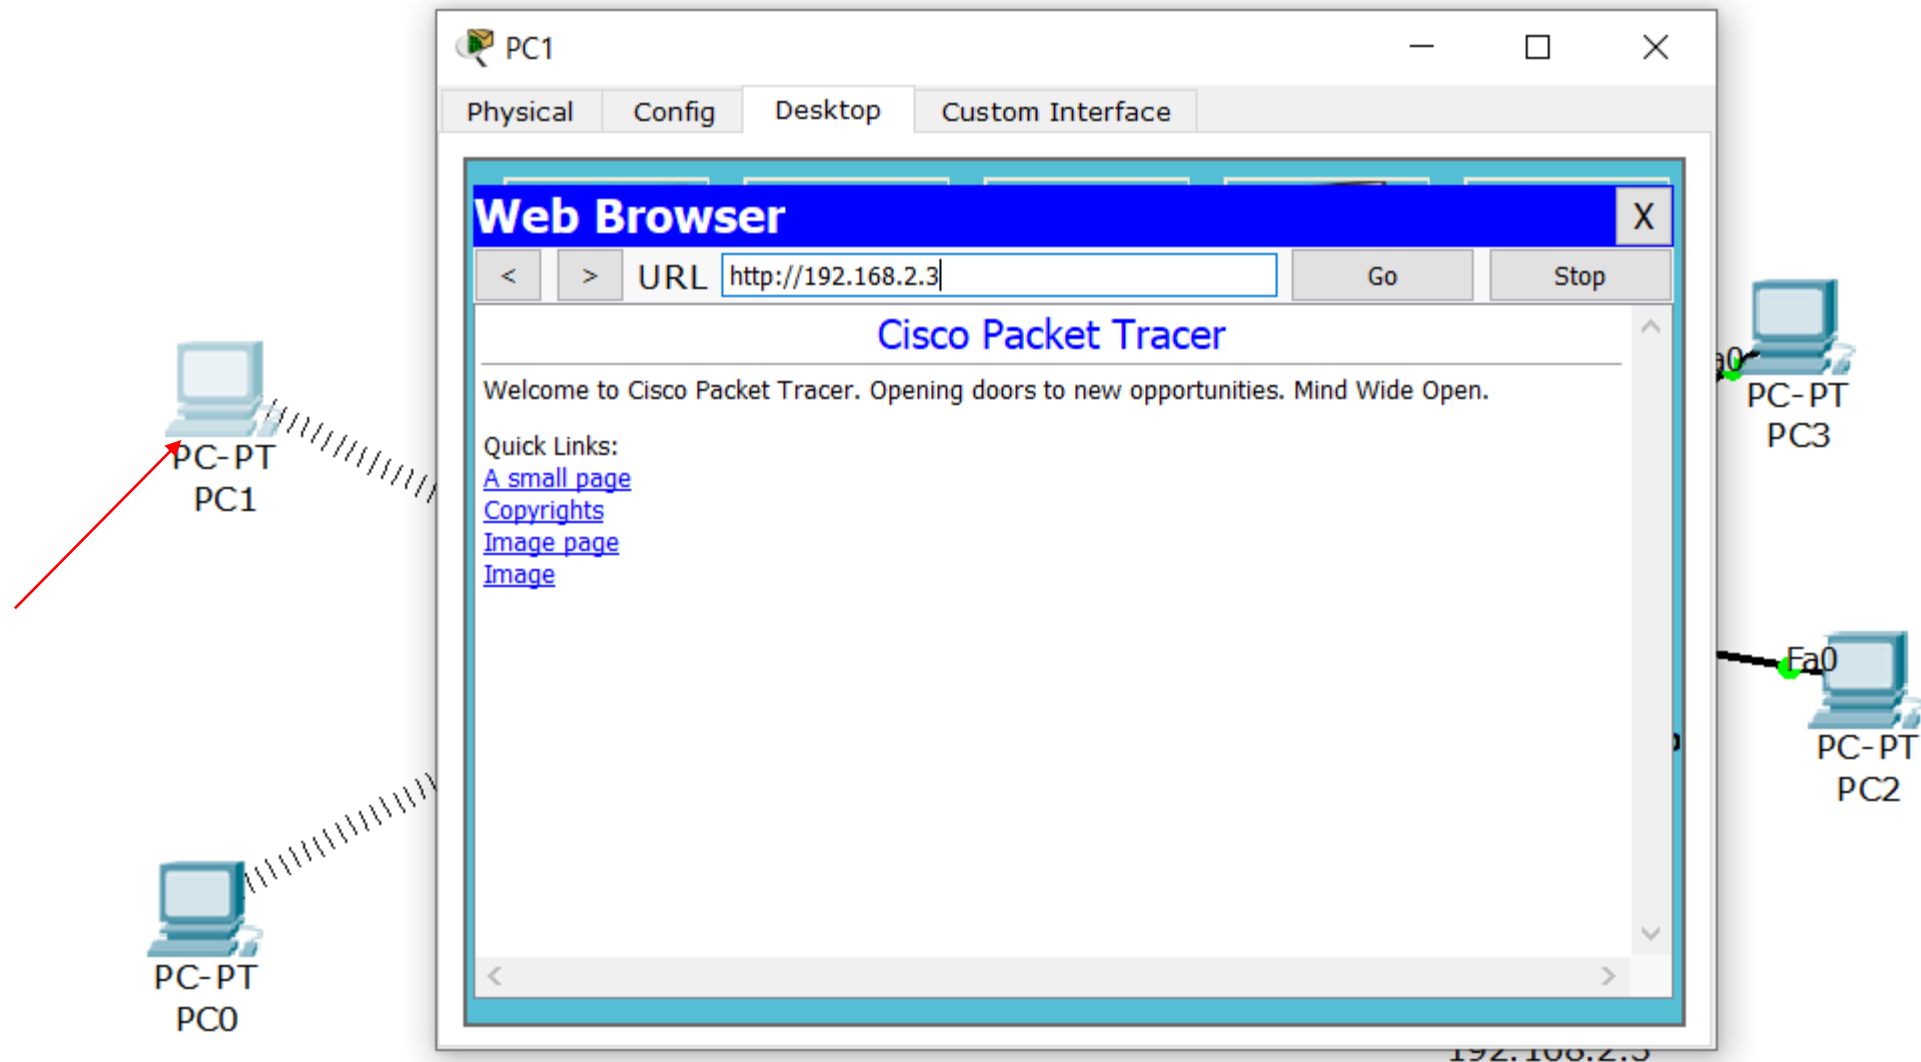 PC1
Physical Config Desktop Custom Interface
Web Browser X
< > URL http://192.168.2.3 Go Stop
Cisco Packet Tracer
Welcome to Cisco Packet Tracer. Opening doors to new opportunities. Mind Wide Open.
Quick Links:
A small page
Copyrights
Image page
Image
PC-PT
PC1
PC-PT
PC0
a0
PC-PT
PC3
Fa0
PC-PT
PC2